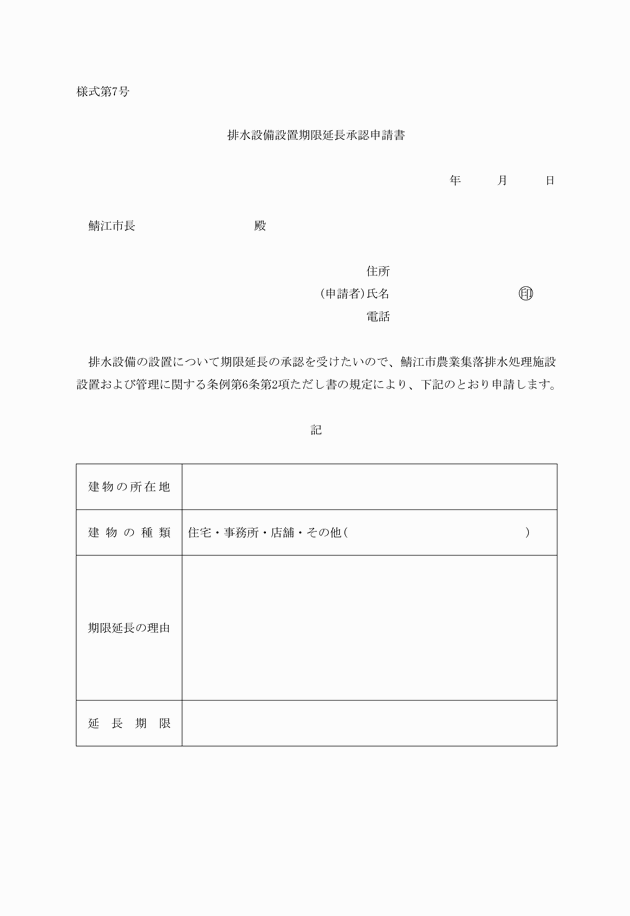 様式第7号
排水設備設置期限延長承認申請書
年　　　月　　　日
鯖江市長　　　　　　　　　　殿
住所
(申請者)氏名　　　　　　　　　　　㊞
電話
排水設備の設置について期限延長の承認を受けたいので、鯖江市農業集落排水処理施設
設置および管理に関する条例第6条第2項ただし書の規定により、下記のとおり申請します。
記
建物の所在地
建物の種類　住宅・事務所・店舗・その他(　　　　　　　　　　　　　　　)
期限延長の理由
延長期限